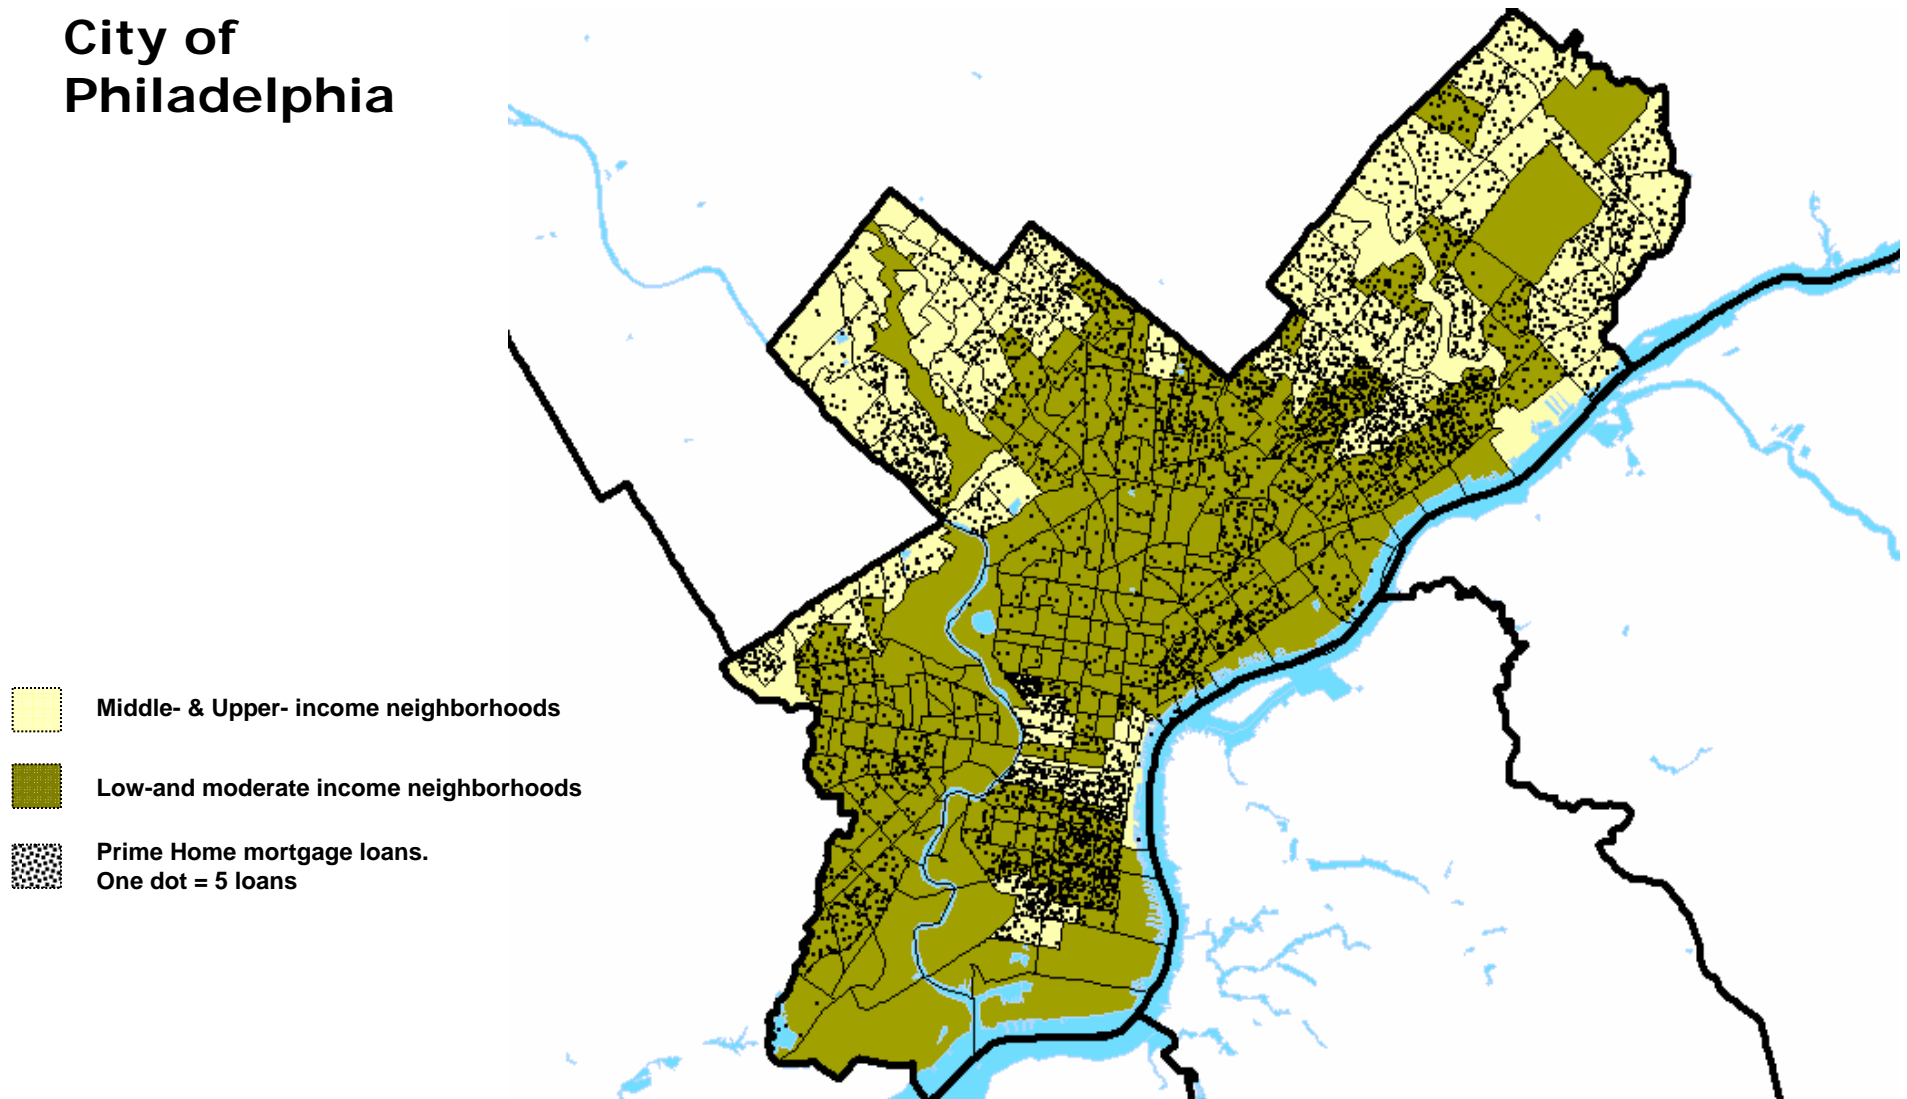 City of
Philadelphia
Middle- & Upper- income neighborhoods
Low-and moderate income neighborhoods
Prime Home mortgage loans.
One dot = 5 loans